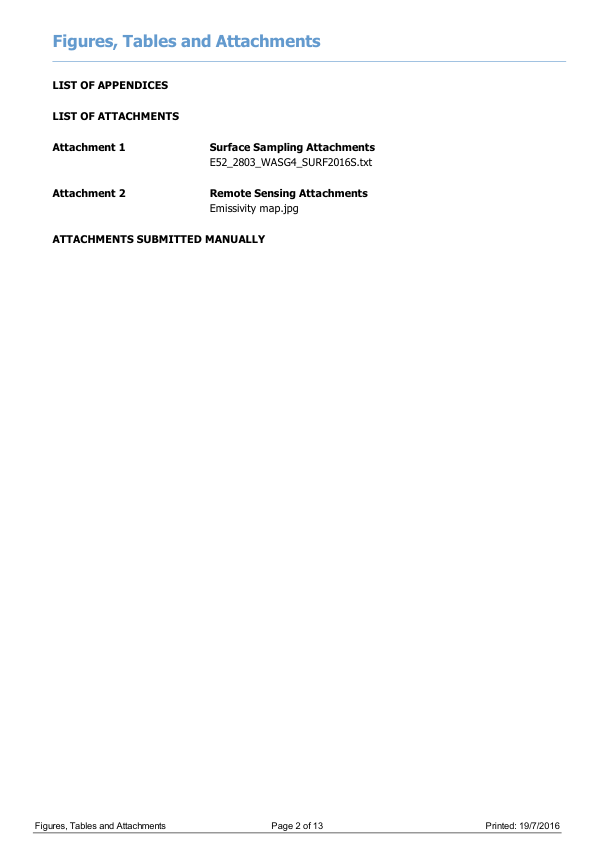 Figures, Tables and Attachments
LIST OF APPENDICES
LIST OF ATTACHMENTS
Attachment 1 Surface Sampling Attachments
E52_2803_WASG4_SURF2016S.txt
Attachment 2 Remote Sensing Attachments
Emissivity map.jpg
ATTACHMENTS SUBMITTED MANUALLY
Figures, Tables and Attachments Page 2 of 13 Printed: 19/7/2016